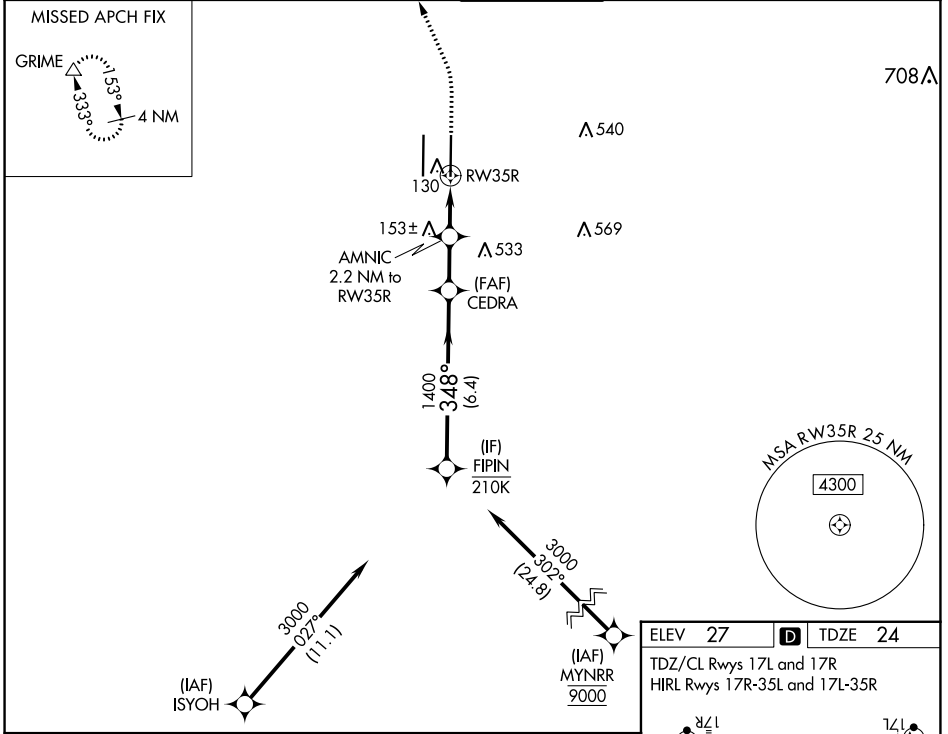 MISSED APCH FIX
GRIME
153°
333°
4 NM
708
540
130
RW35R
153±
569
AMNIC
2.2 NM to
RW35R
533
(FAF)
CEDRA
1400
348°
(6.4)
(IF)
FIPIN
210K
MSA RW35R 25 NM
4300
3000
302°
(24.8)
3000
027°
(11.1)
(IAF)
ISYOH
(IAF)
MYNRR
9000
ELEV 27 D TDZE 24
TDZ/CL Rwys 17L and 17R
HIRL Rwys 17R-35L and 17L-35R
17R
17L